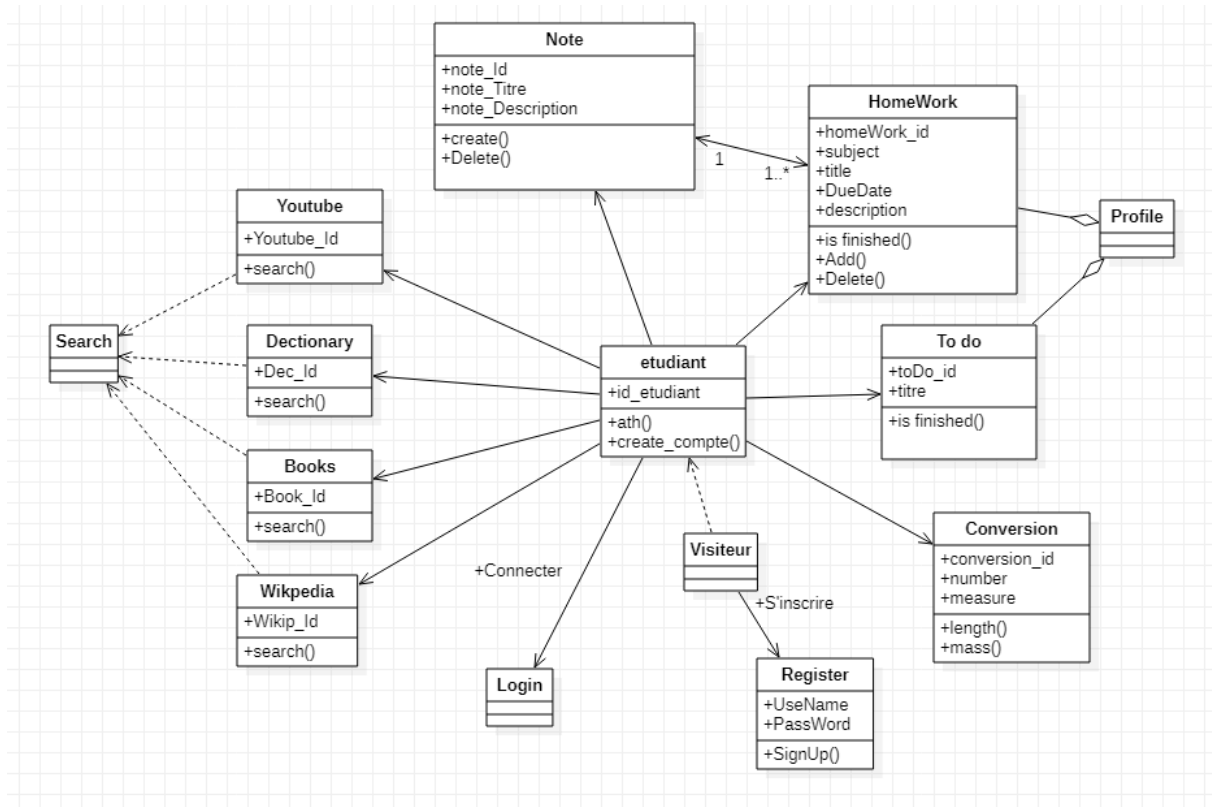 Note
+note_Id
+note_Titre
+note_Description
+create()
+Delete()
HomeWork
+homeWork_id
+subject
+title
+DueDate
+description
+is finished()
+Add()
+Delete()
1
1..*
Profile
Youtube
+Youtube_Id
+search()
Search
Dectionary
+Dec_Id
+search()
etudiant
+id_etudiant
+ath()
+create_compte()
To do
+toDo_id
+titre
+is finished()
Books
+Book_Id
+search()
Wikpedia
+Wikip_Id
+search()
+Connecter
Visiteur
+S'inscrire
Conversion
+conversion_id
+number
+measure
+length()
+mass()
Login
Register
+UseName
+PassWord
+SignUp()